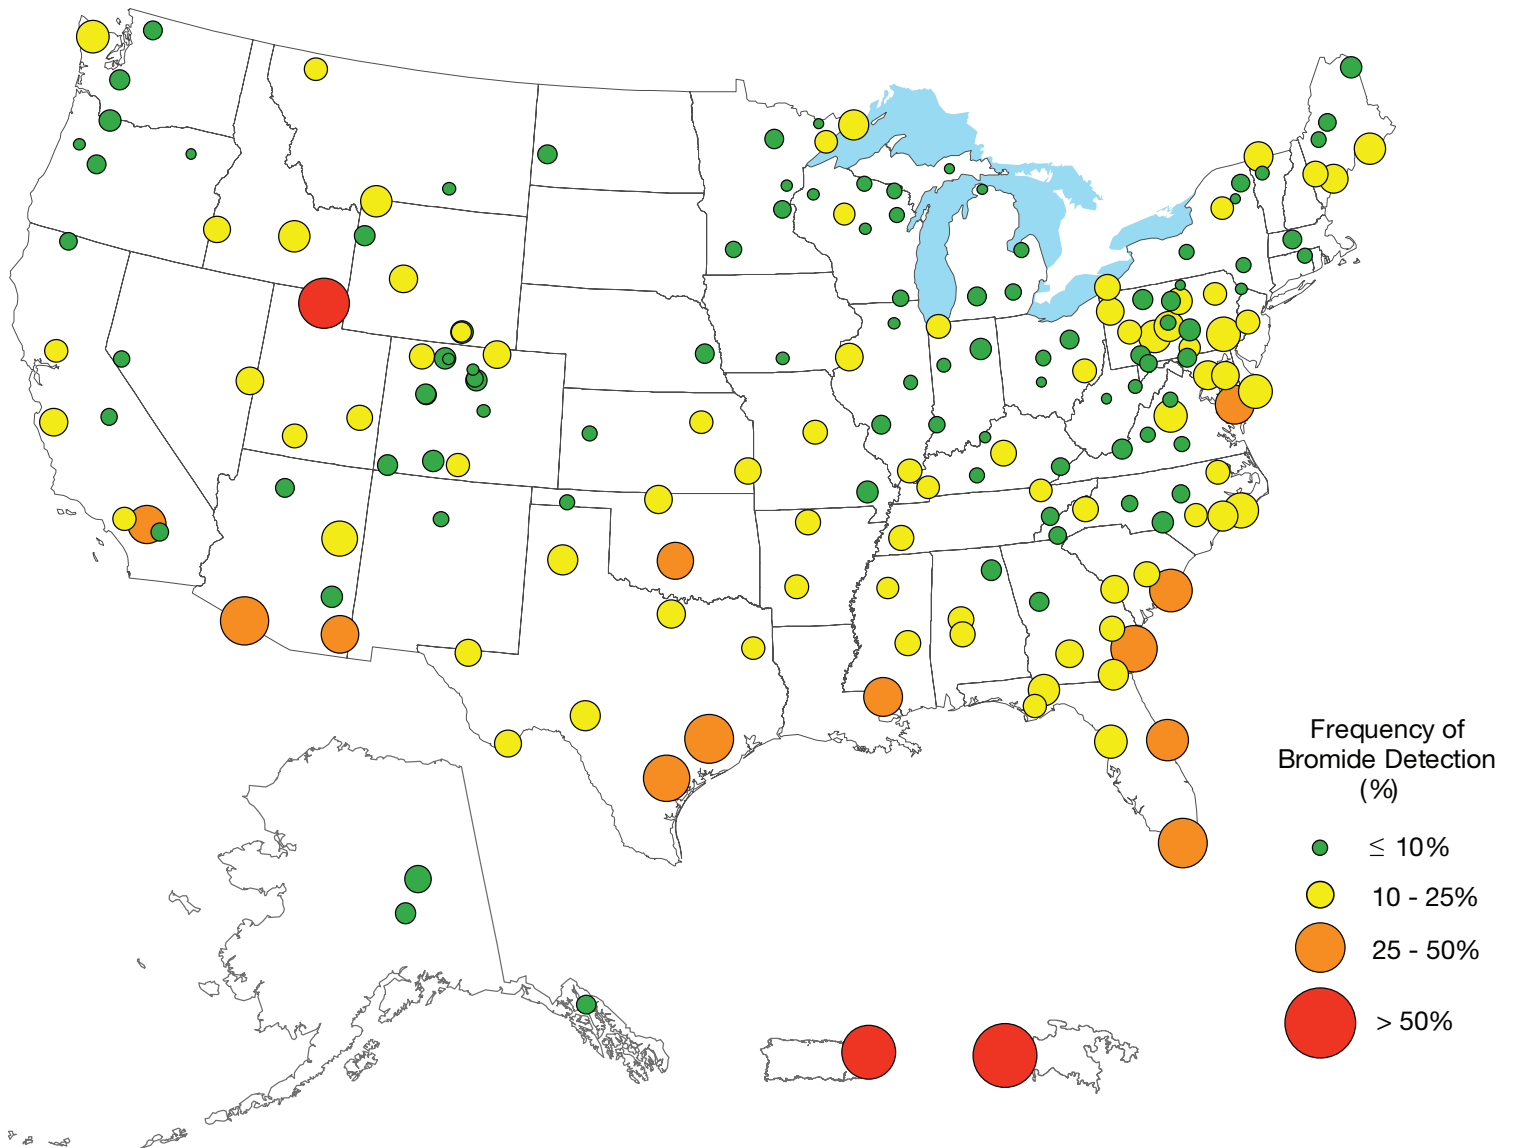 Frequency of
Bromide Detection
(%)
≤ 10%
10 - 25%
25 - 50%
> 50%